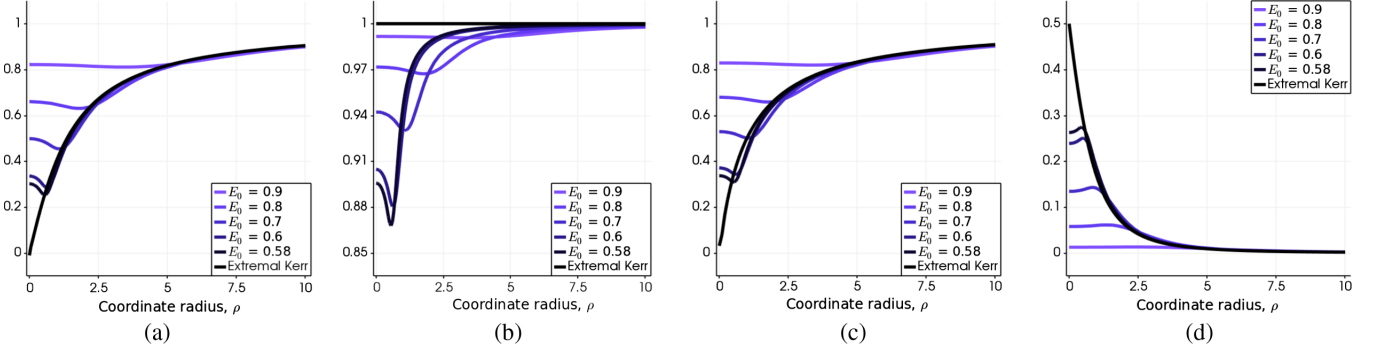 1
0.8
0.6
0.4
0.2
0
E₀ = 0.9
E₀ = 0.8
E₀ = 0.7
E₀ = 0.6
E₀ = 0.58
Extremal Kerr
0 2.5 5 7.5 10
Coordinate radius, ρ
(a)
1
0.97
0.94
0.91
0.88
0.85
E₀ = 0.9
E₀ = 0.8
E₀ = 0.7
E₀ = 0.6
E₀ = 0.58
Extremal Kerr
0 2.5 5 7.5 10
Coordinate radius, ρ
(b)
1
0.8
0.6
0.4
0.2
0
E₀ = 0.9
E₀ = 0.8
E₀ = 0.7
E₀ = 0.6
E₀ = 0.58
Extremal Kerr
0 2.5 5 7.5 10
Coordinate radius, ρ
(c)
0.5
0.4
0.3
0.2
0.1
0
E₀ = 0.9
E₀ = 0.8
E₀ = 0.7
E₀ = 0.6
E₀ = 0.58
Extremal Kerr
0 2.5 5 7.5 10
Coordinate radius, ρ
(d)